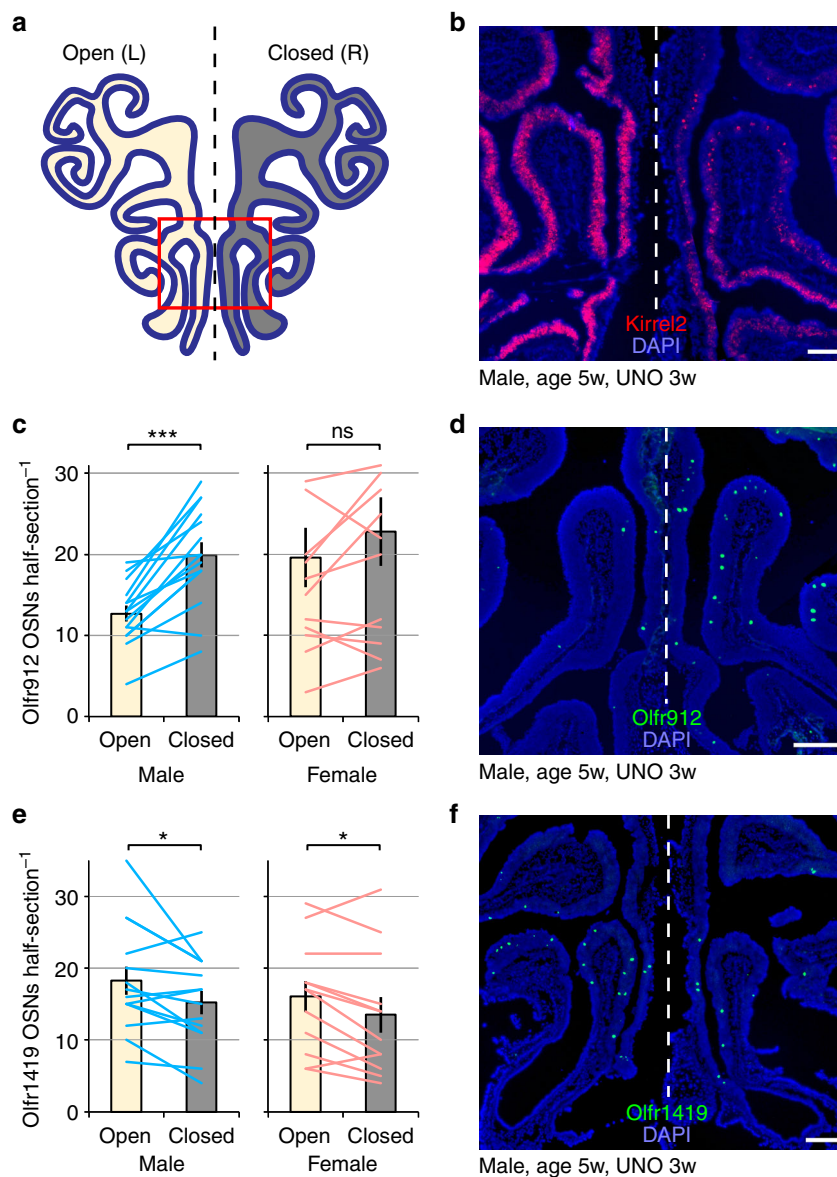 a
Open (L)
Closed (R)
b
Kirrel2
DAPI
Male, age 5w, UNO 3w
c
Olfr912 OSNs half-section⁻¹
***
ns
30
20
10
0
Open Closed
Male
Open Closed
Female
d
Olfr912
DAPI
Male, age 5w, UNO 3w
e
Olfr1419 OSNs half-section⁻¹
*
*
30
20
10
0
Open Closed
Male
Open Closed
Female
f
Olfr1419
DAPI
Male, age 5w, UNO 3w